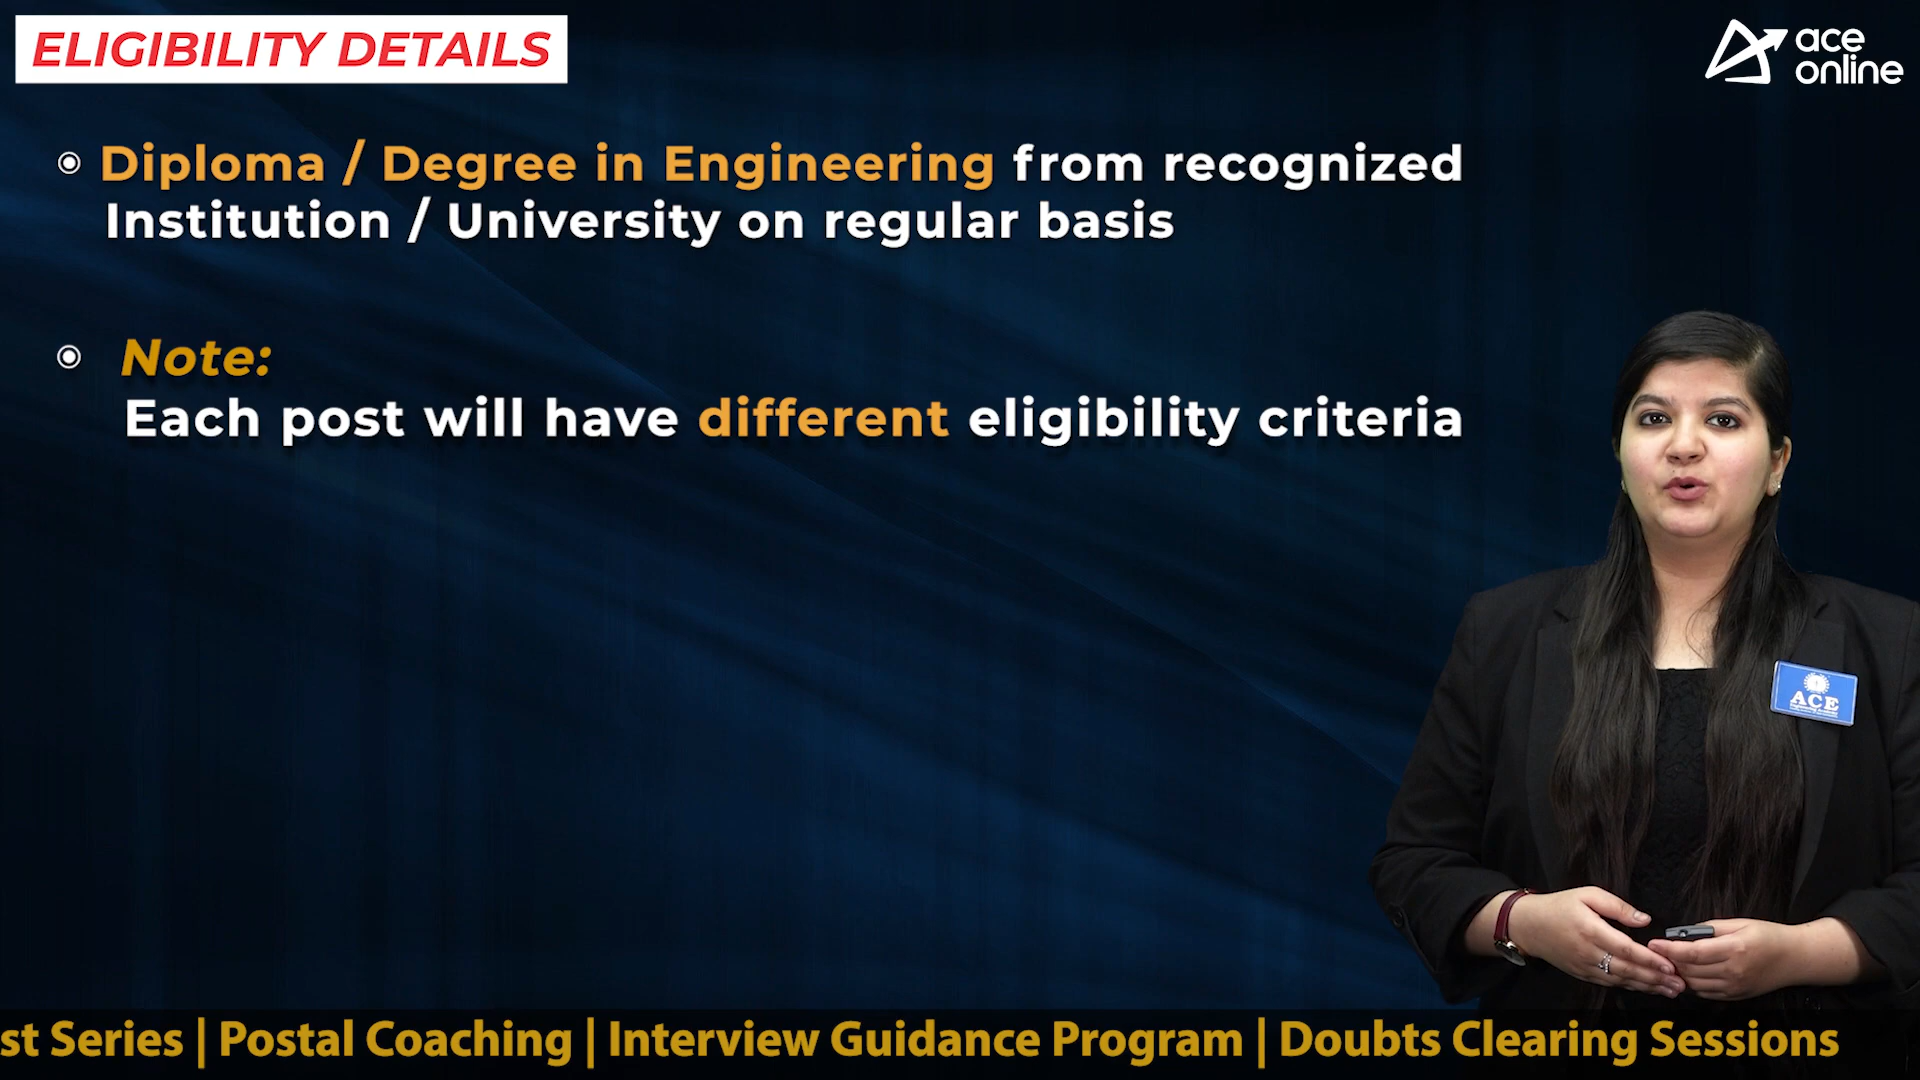 ELIGIBILITY DETAILS
ace
online
Diploma / Degree in Engineering from recognized
Institution / University on regular basis
Note:
Each post will have different eligibility criteria
ACE
st Series | Postal Coaching | Interview Guidance Program | Doubts Clearing Sessions